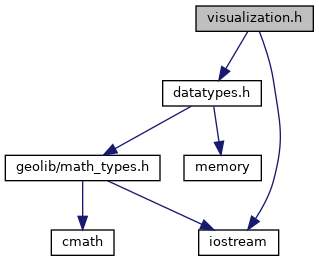 visualization.h
datatypes.h
geolib/math_types.h
memory
cmath
iostream